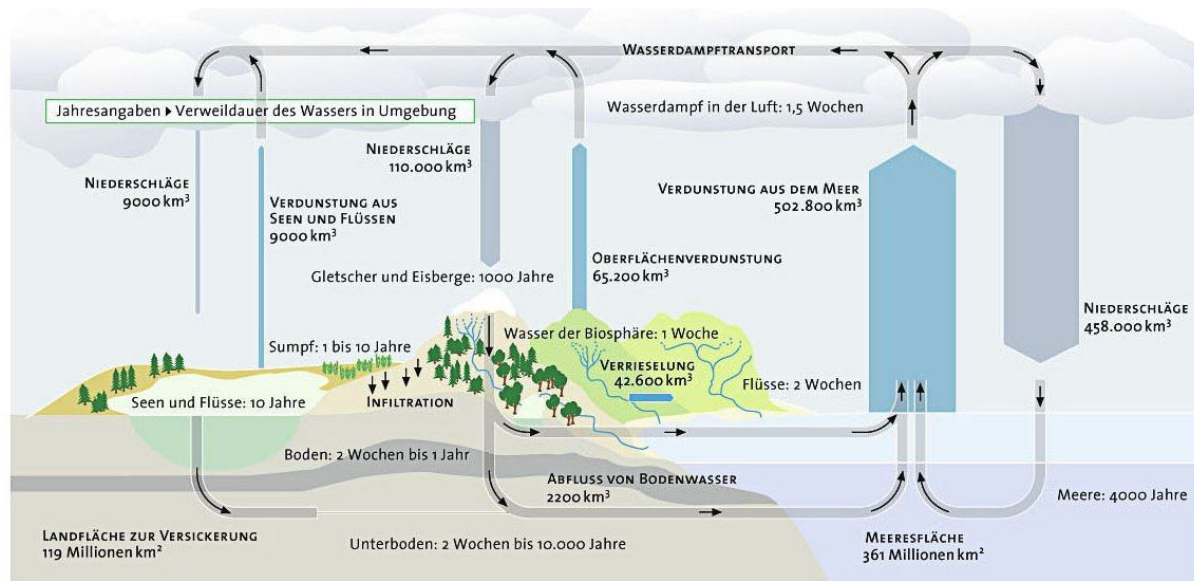 WASSERDAMPFTRANSPORT
Jahresangaben ▸ Verweildauer des Wassers in Umgebung
Wasserdampf in der Luft: 1,5 Wochen
NIEDERSCHLÄGE
9000 km³
VERDUNSTUNG AUS
SEEN UND FLÜSSEN
9000 km³
NIEDERSCHLÄGE
110.000 km³
OBERFLÄCHENVERDUNSTUNG
65.200 km³
VERDUNSTUNG AUS DEM MEER
502.800 km³
NIEDERSCHLÄGE
458.000 km³
Gletscher und Eisberge: 1000 Jahre
Sumpf: 1 bis 10 Jahre
Wasser der Biosphäre: 1 Woche
VERRIESELUNG
42.600 km³
Flüsse: 2 Wochen
Seen und Flüsse: 10 Jahre
INFILTRATION
Boden: 2 Wochen bis 1 Jahr
ABFLUSS VON BODENWASSER
2200 km³
Meere: 4000 Jahre
LANDFLÄCHE ZUR VERSICKERUNG
119 Millionen km²
Unterboden: 2 Wochen bis 10.000 Jahre
MEERESFLÄCHE
361 Millionen km²